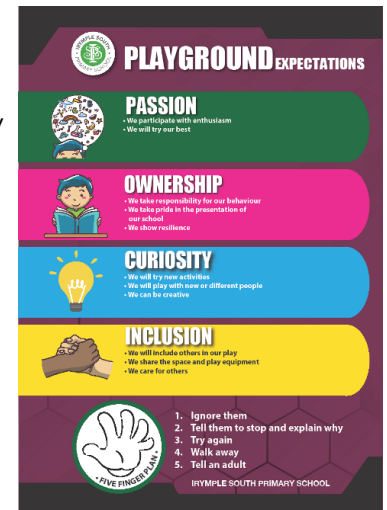 IRYMPLE SOUTH
PRIMARY SCHOOL
PLAYGROUND EXPECTATIONS
PASSION
• We participate with enthusiasm
• We will try our best
OWNERSHIP
• We take responsibility for our behaviour
• We take pride in the presentation of
our school
• We show resilience
CURIOSITY
• We will try new activities
• We will play with new or different people
• We can be creative
INCLUSION
• We will include others in our play
• We share the space and play equipment
• We care for others
1. Ignore them
2. Tell them to stop and explain why
3. Try again
4. Walk away
5. Tell an adult
• FIVE FINGER PLAN •
IRYMPLE SOUTH PRIMARY SCHOOL